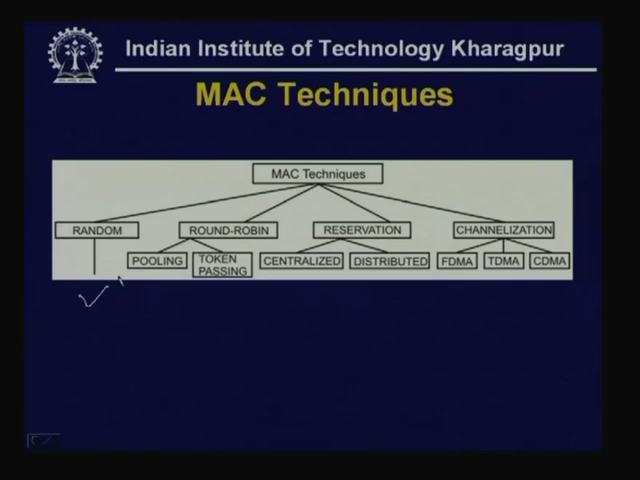 Indian Institute of Technology Kharagpur
MAC Techniques
MAC Techniques
RANDOM ROUND-ROBIN RESERVATION CHANNELIZATION
POOLING TOKEN PASSING CENTRALIZED DISTRIBUTED FDMA TDMA CDMA